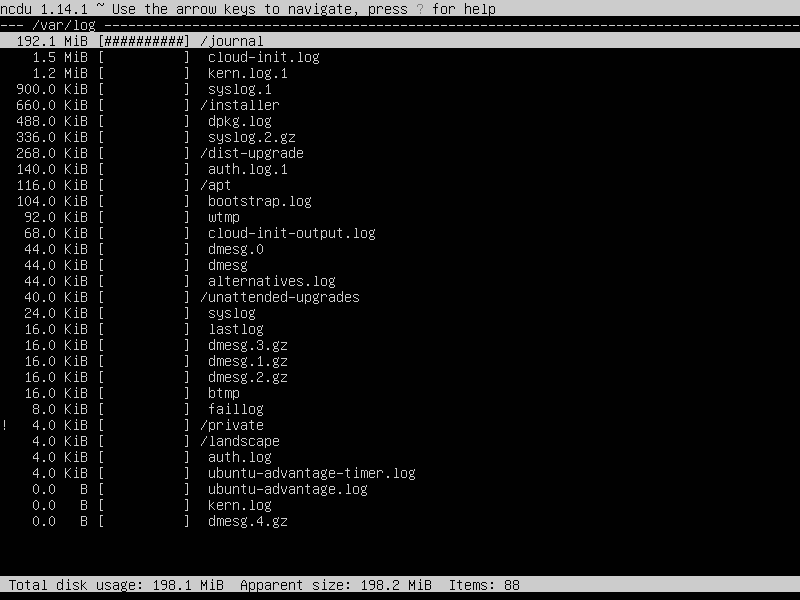 ncdu 1.14.1 ~ Use the arrow keys to navigate, press ? for help
--- /var/log ----------------------------------------------------------------------------------------
  192.1 MiB [##########] /journal
    1.5 MiB [          ]  cloud-init.log
    1.2 MiB [          ]  kern.log.1
  900.0 KiB [          ]  syslog.1
  660.0 KiB [          ] /installer
  488.0 KiB [          ]  dpkg.log
  336.0 KiB [          ]  syslog.2.gz
  268.0 KiB [          ] /dist-upgrade
  140.0 KiB [          ]  auth.log.1
  116.0 KiB [          ] /apt
  104.0 KiB [          ]  bootstrap.log
   92.0 KiB [          ]  wtmp
   68.0 KiB [          ]  cloud-init-output.log
   44.0 KiB [          ]  dmesg.0
   44.0 KiB [          ]  dmesg
   44.0 KiB [          ]  alternatives.log
   40.0 KiB [          ] /unattended-upgrades
   24.0 KiB [          ]  syslog
   16.0 KiB [          ]  lastlog
   16.0 KiB [          ]  dmesg.3.gz
   16.0 KiB [          ]  dmesg.1.gz
   16.0 KiB [          ]  dmesg.2.gz
   16.0 KiB [          ]  btmp
    8.0 KiB [          ]  faillog
!   4.0 KiB [          ] /private
    4.0 KiB [          ] /landscape
    4.0 KiB [          ]  auth.log
    4.0 KiB [          ]  ubuntu-advantage-timer.log
    0.0   B [          ]  ubuntu-advantage.log
    0.0   B [          ]  kern.log
    0.0   B [          ]  dmesg.4.gz
 Total disk usage: 198.1 MiB  Apparent size: 198.2 MiB  Items: 88